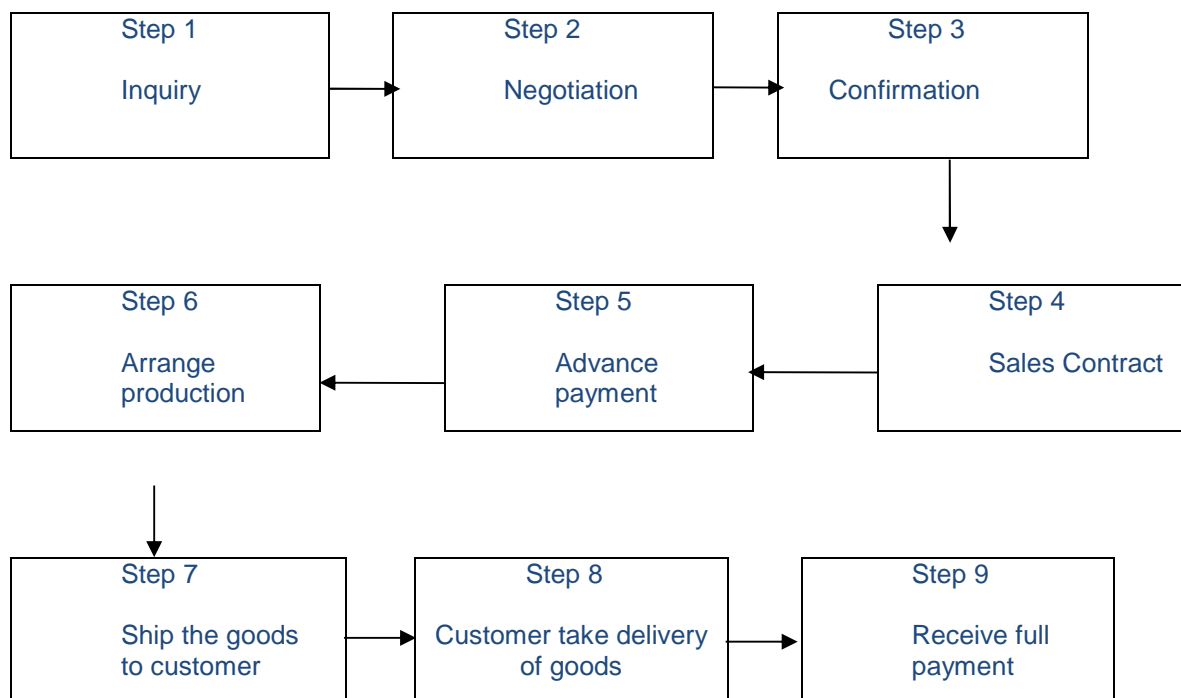 Step 1
Inquiry
Step 2
Negotiation
Step 3
Confirmation
Step 4
Sales Contract
Step 5
Advance
payment
Step 6
Arrange
production
Step 7
Ship the goods
to customer
Step 8
Customer take delivery
of goods
Step 9
Receive full
payment